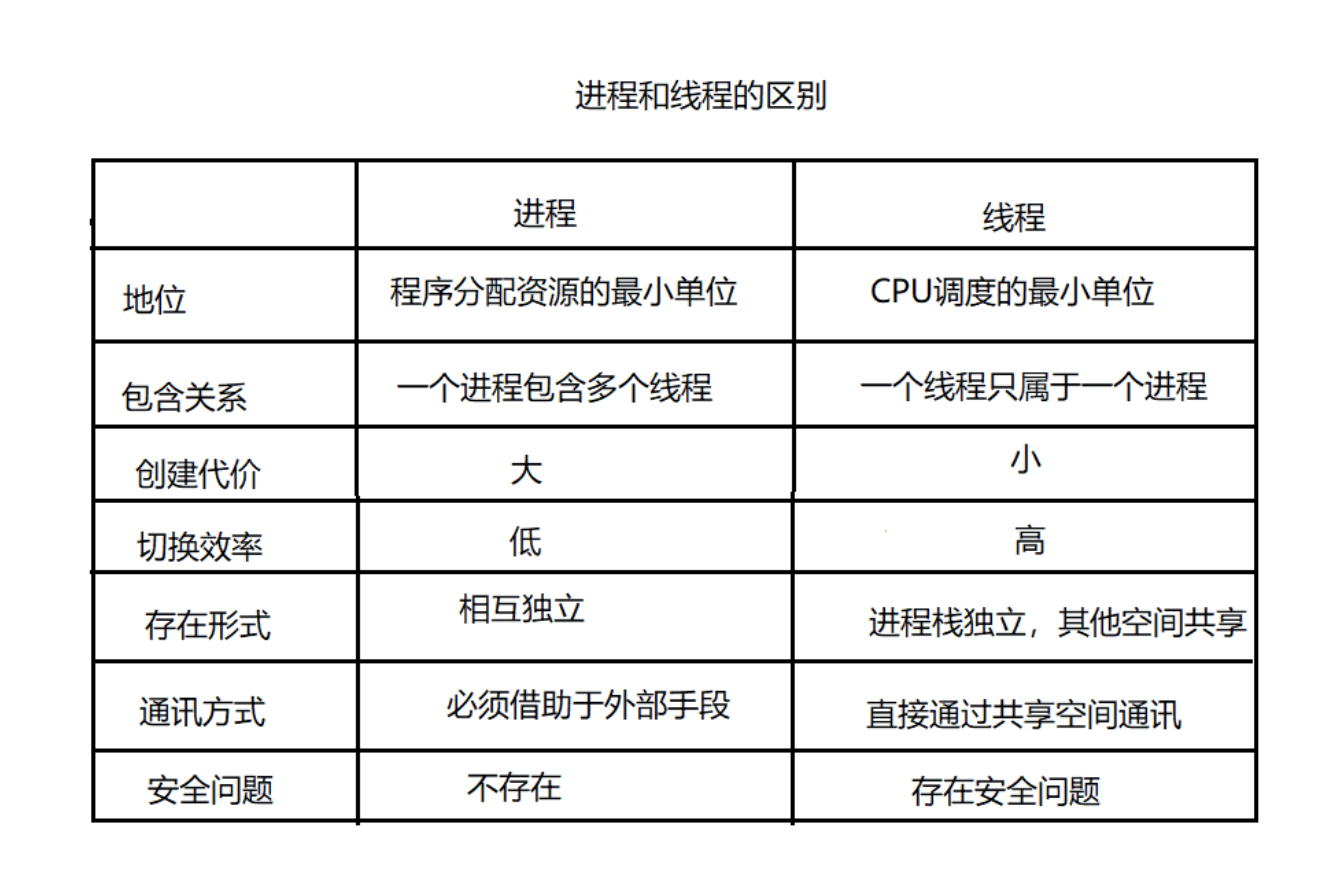 进程和线程的区别
进程
线程
地位
程序分配资源的最小单位
CPU调度的最小单位
包含关系
一个进程包含多个线程
一个线程只属于一个进程
创建代价
大
小
切换效率
低
高
存在形式
相互独立
进程栈独立，其他空间共享
通讯方式
必须借助于外部手段
直接通过共享空间通讯
安全问题
不存在
存在安全问题